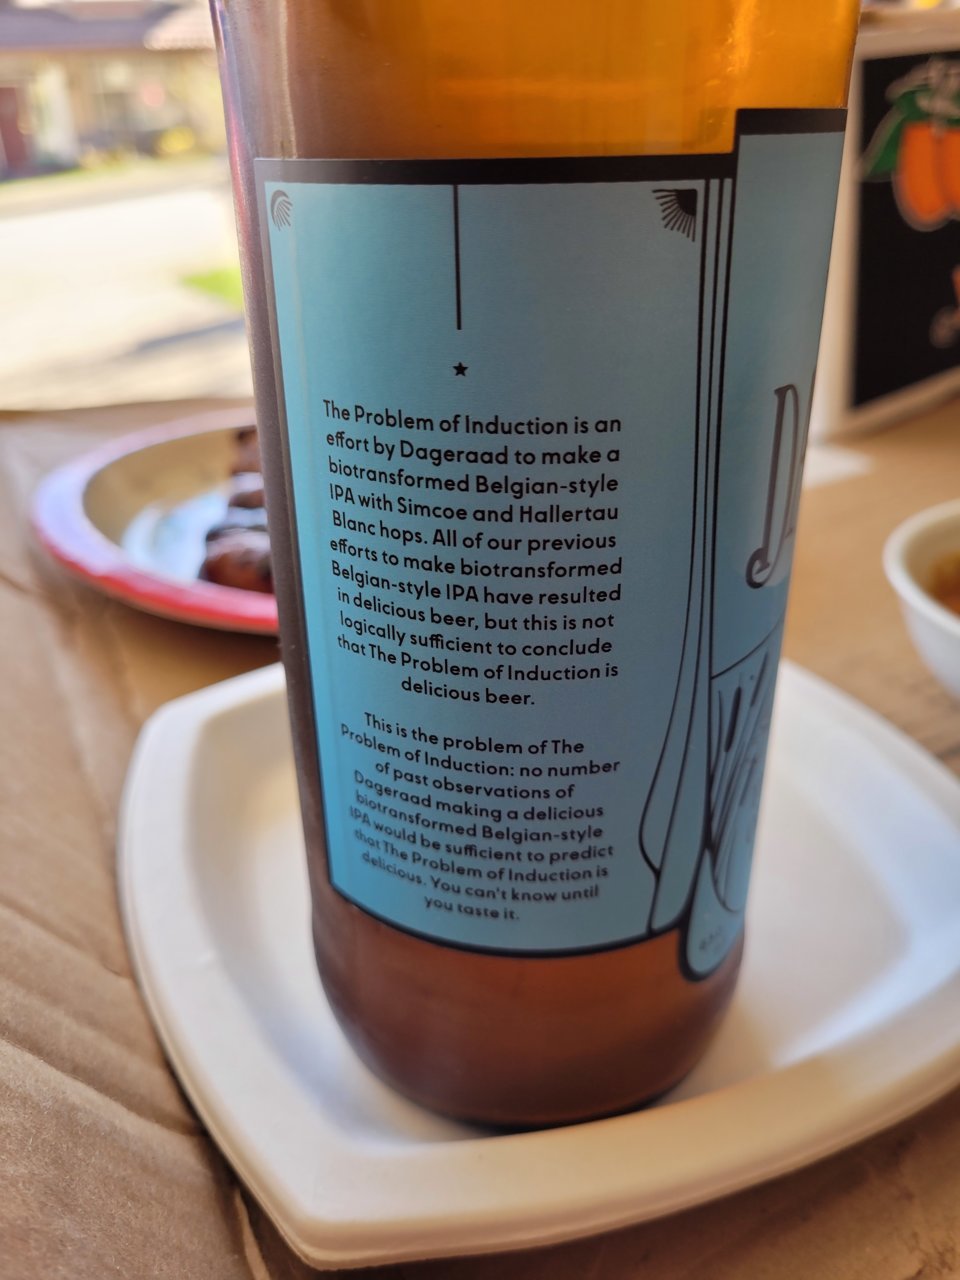 The Problem of Induction is an
effort by Dageraad to make a
biotransformed Belgian-style
IPA with Simcoe and Hallertau
Blanc hops. All of our previous
efforts to make biotransformed
Belgian-style IPA have resulted
in delicious beer, but this is not
logically sufficient to conclude
that The Problem of Induction is
delicious beer.
This is the problem of The
Problem of Induction: no number
of past observations of
Dageraad making a delicious
biotransformed Belgian-style
IPA would be sufficient to predict
that The Problem of Induction is
delicious. You can't know until
you taste it.